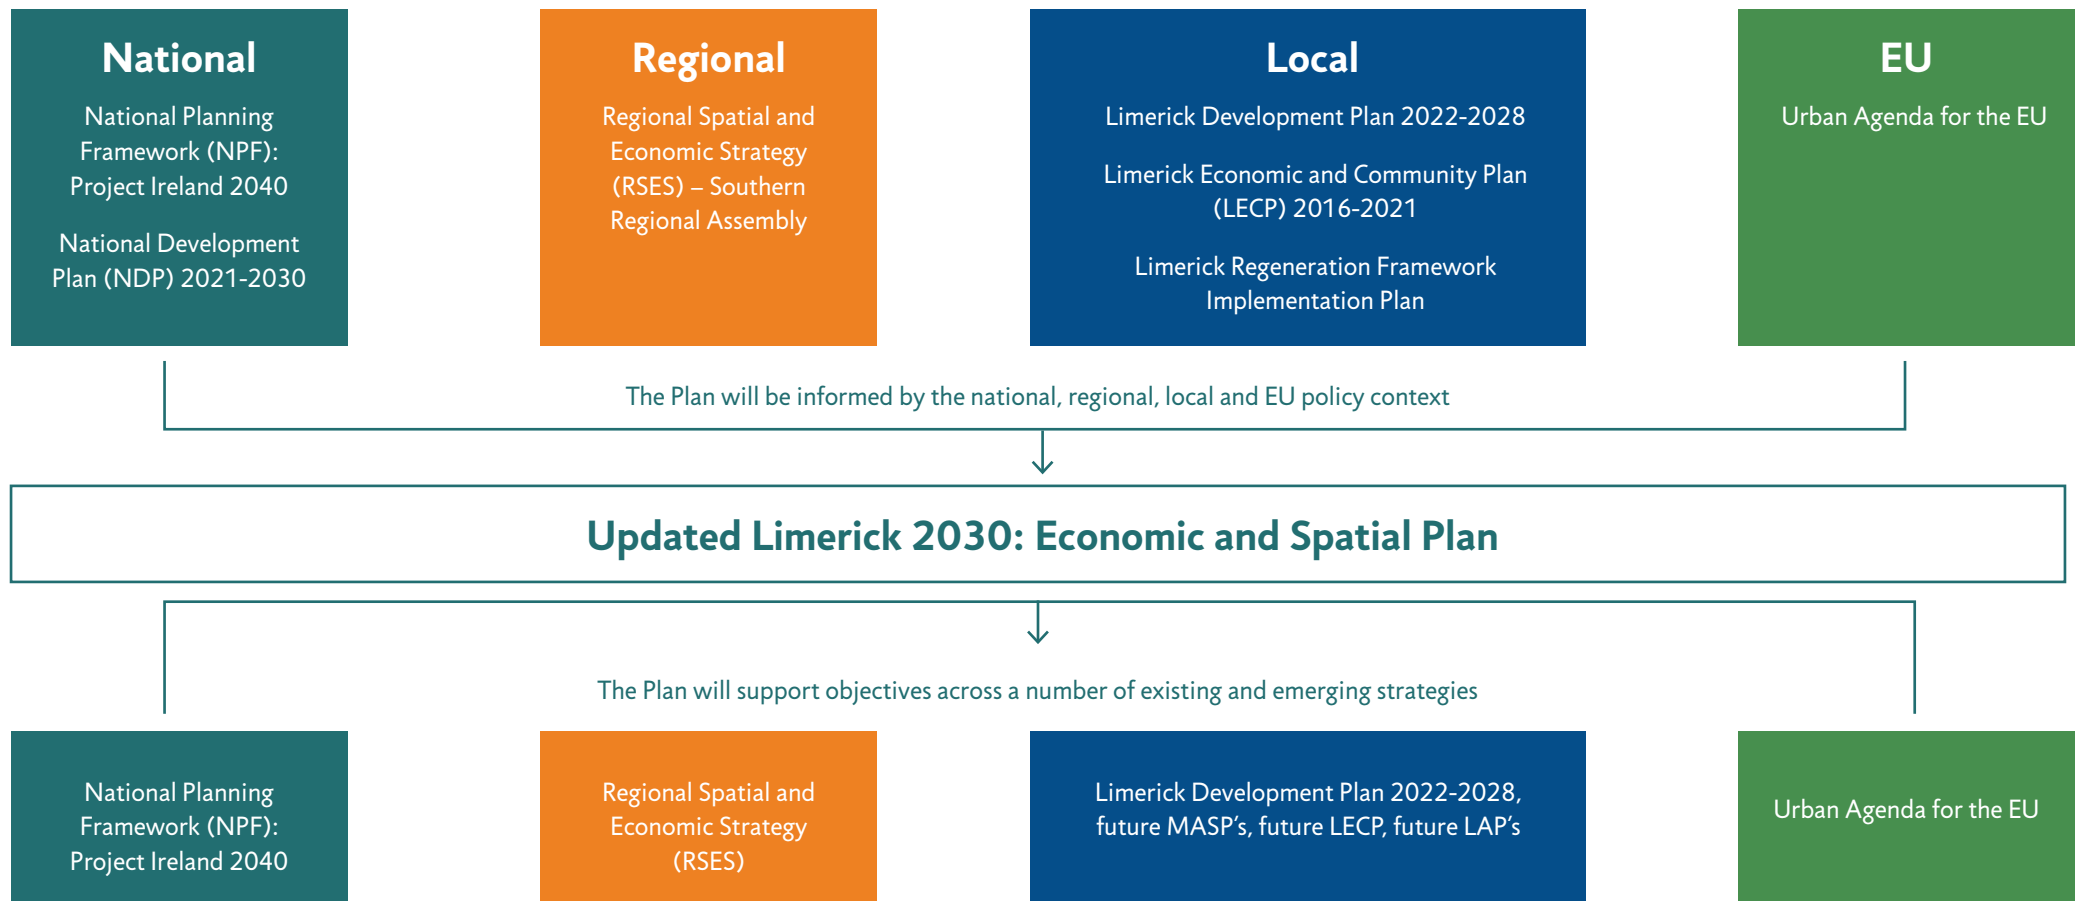 National
National Planning
Framework (NPF):
Project Ireland 2040
National Development
Plan (NDP) 2021-2030
Regional
Regional Spatial and
Economic Strategy
(RSES) – Southern
Regional Assembly
Local
Limerick Development Plan 2022-2028
Limerick Economic and Community Plan
(LECP) 2016-2021
Limerick Regeneration Framework
Implementation Plan
EU
Urban Agenda for the EU
The Plan will be informed by the national, regional, local and EU policy context
Updated Limerick 2030: Economic and Spatial Plan
The Plan will support objectives across a number of existing and emerging strategies
National Planning
Framework (NPF):
Project Ireland 2040
Regional Spatial and
Economic Strategy
(RSES)
Limerick Development Plan 2022-2028,
future MASP’s, future LECP, future LAP’s
Urban Agenda for the EU